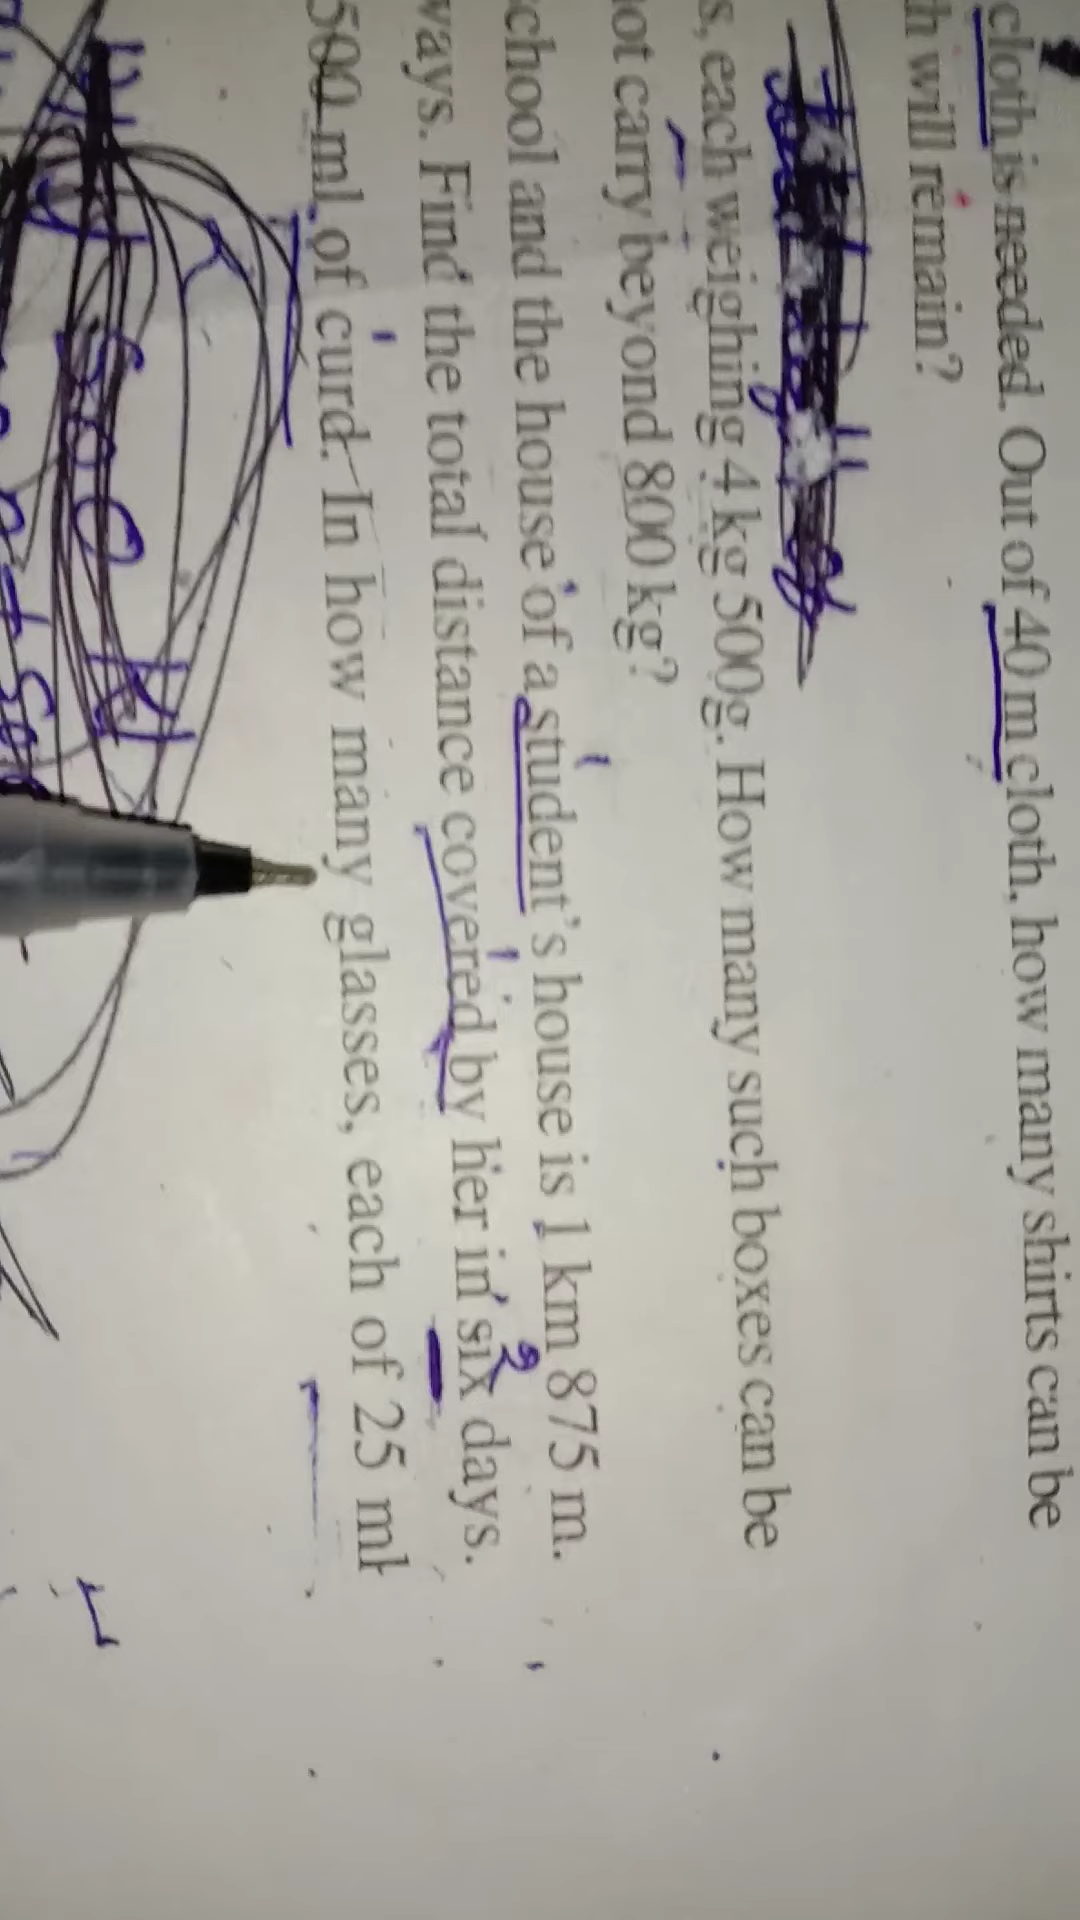 cloth is needed. Out of 40 m cloth, how many shirts can be
h will remain?
s, each weighing 4 kg 500g. How many such boxes can be
not carry beyond 800 kg?
school and the house of a student's house is 1 km 875 m.
ways. Find the total distance covered by her in six days.
500 ml of curd. In how many glasses, each of 25 ml